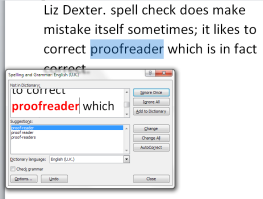 Liz Dexter. spell check does make
mistake itself sometimes; it likes to
correct proofreader which is in fact
correct.
Spelling and Grammar: English (U.K.)
Not in Dictionary:
to correct
proofreader which
Ignore Once
Ignore All
Add to Dictionary
Suggestions:
proof-reader
proof reader
proof-readers
Change
Change All
AutoCorrect
Dictionary language: English (U.K.)
Check grammar
Options...
Undo
Close